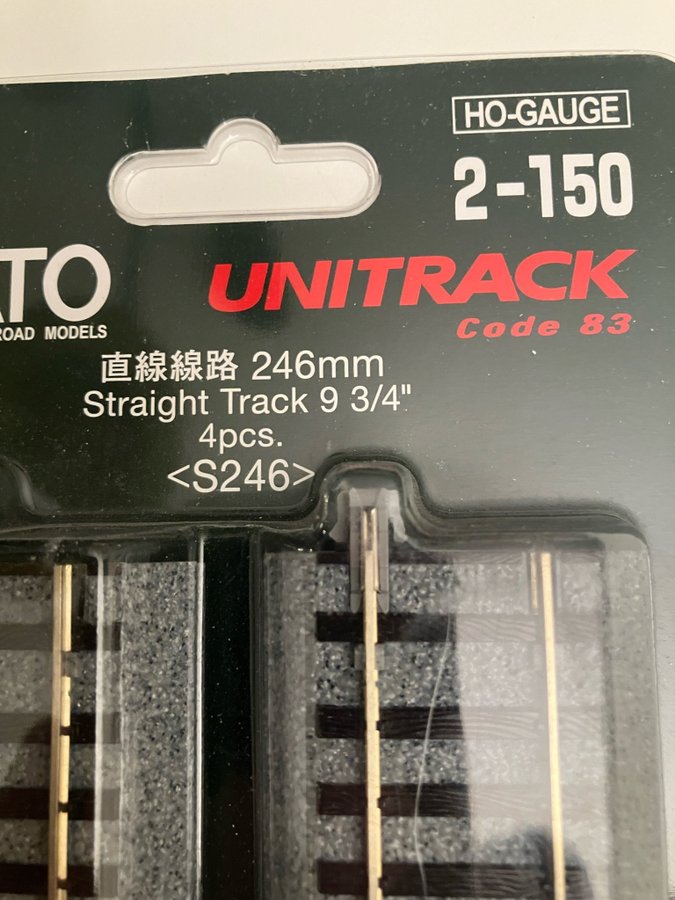 HO-GAUGE
2-150
ATO
ROAD MODELS
UNITRACK
Code 83
直線線路 246mm
Straight Track 9 3/4"
4pcs.
<S246>